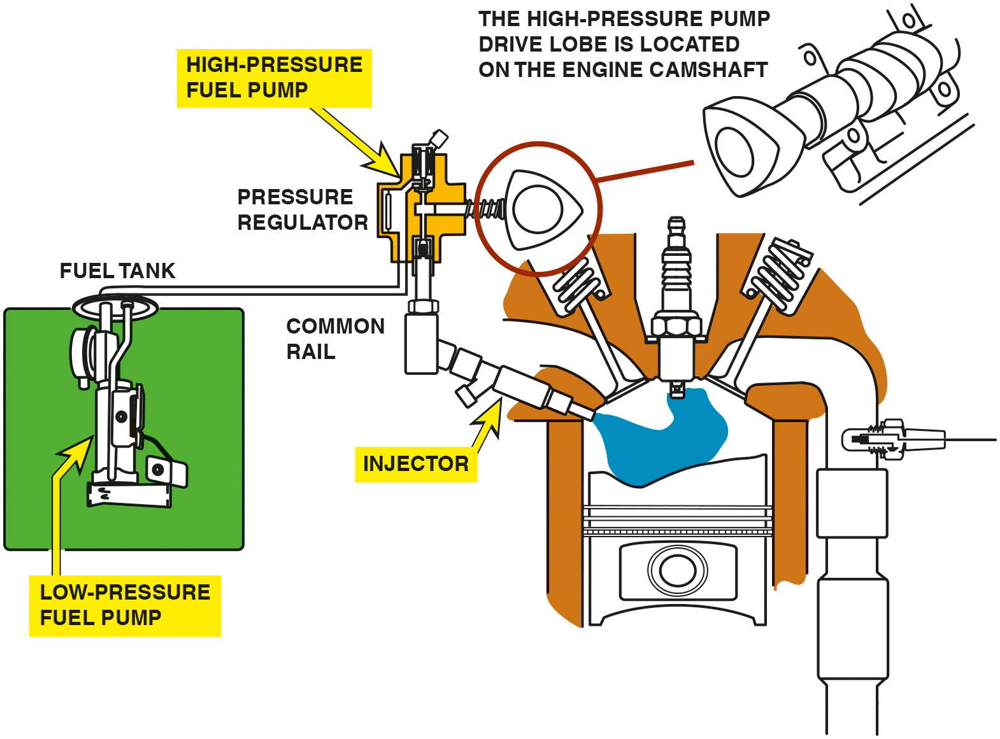 THE HIGH-PRESSURE PUMP
DRIVE LOBE IS LOCATED
ON THE ENGINE CAMSHAFT
HIGH-PRESSURE
FUEL PUMP
PRESSURE
REGULATOR
FUEL TANK
COMMON
RAIL
INJECTOR
LOW-PRESSURE
FUEL PUMP